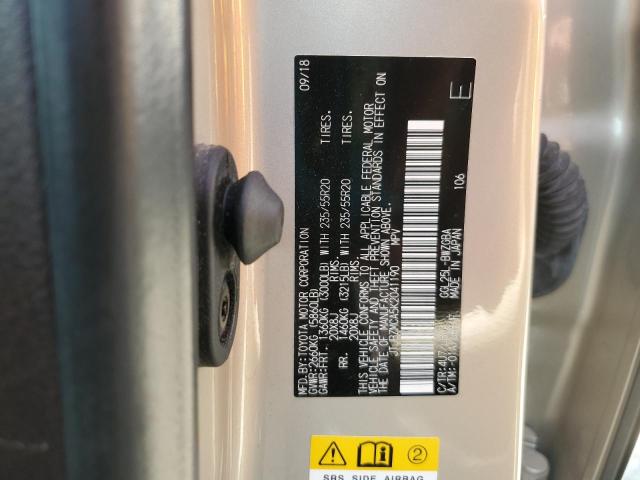 MFD.BY:TOYOTA MOTOR CORPORATION 09/18
GVWR:2660KG (5860LB)
GAWR:FRT. 1360KG (3000LB) WITH 235/55R20 TIRES.
20X8J RIMS.
RR. 1460KG (3215LB) WITH 235/55R20 TIRES.
20X8J RIMS.
THIS VEHICLE CONFORMS TO ALL APPLICABLE FEDERAL MOTOR
VEHICLE SAFETY AND THEFT PREVENTION STANDARDS IN EFFECT ON
THE DATE OF MANUFACTURE SHOWN ABOVE.
MPV
C/TR:
A/TM:
GGL25L-BWZGBA
MADE IN JAPAN
106
E
2
SRS SIDE AIRBAG